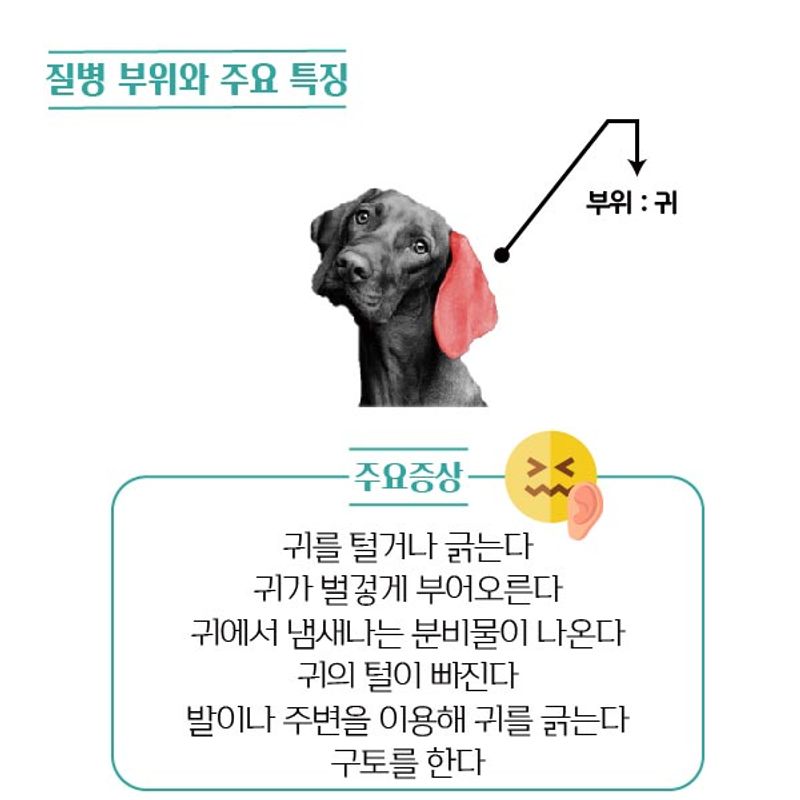 질병 부위와 주요 특징
부위 : 귀
주요증상
귀를 털거나 긁는다
귀가 벌겋게 부어오른다
귀에서 냄새나는 분비물이 나온다
귀의 털이 빠진다
발이나 주변을 이용해 귀를 긁는다
구토를 한다